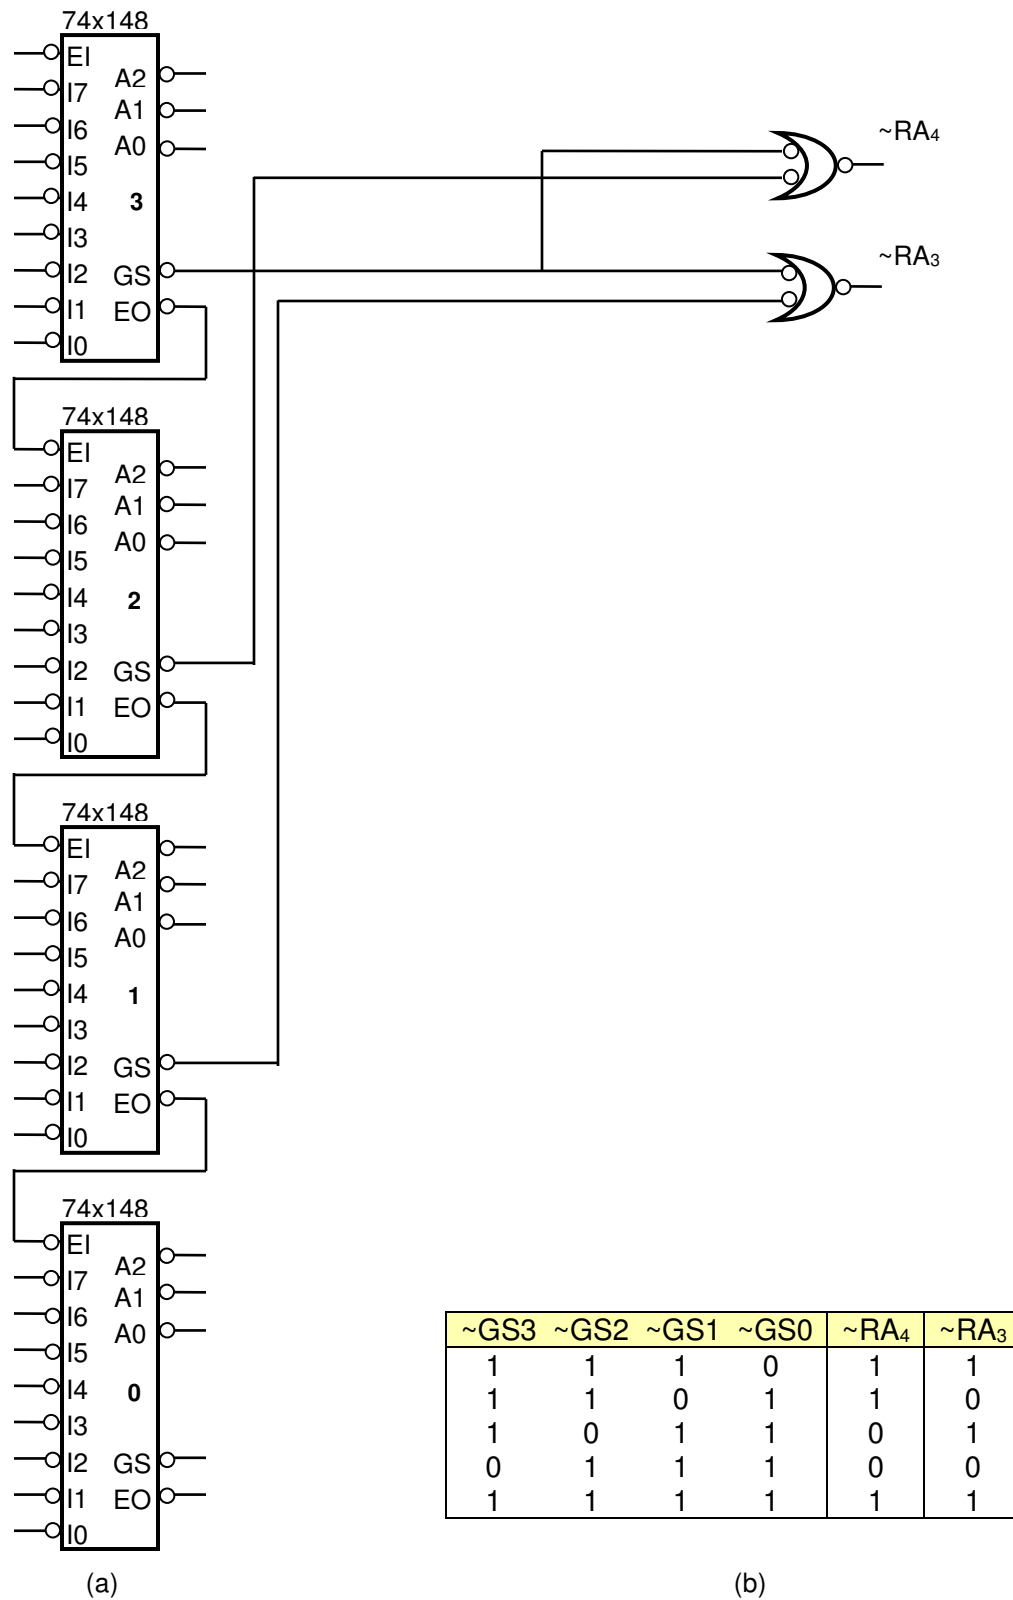 74x148
EI
I7
I6
I5
I4
I3
I2
I1
I0
A2
A1
A0
3
GS
EO
~RA4
~RA3
74x148
EI
I7
I6
I5
I4
I3
I2
I1
I0
A2
A1
A0
2
GS
EO
74x148
EI
I7
I6
I5
I4
I3
I2
I1
I0
A2
A1
A0
1
GS
EO
74x148
EI
I7
I6
I5
I4
I3
I2
I1
I0
A2
A1
A0
0
GS
EO
~GS3 ~GS2 ~GS1 ~GS0 ~RA4 ~RA3
1 1 1 0 1 1
1 1 0 1 1 0
1 0 1 1 0 1
0 1 1 1 0 0
1 1 1 1 1 1
(a)
(b)